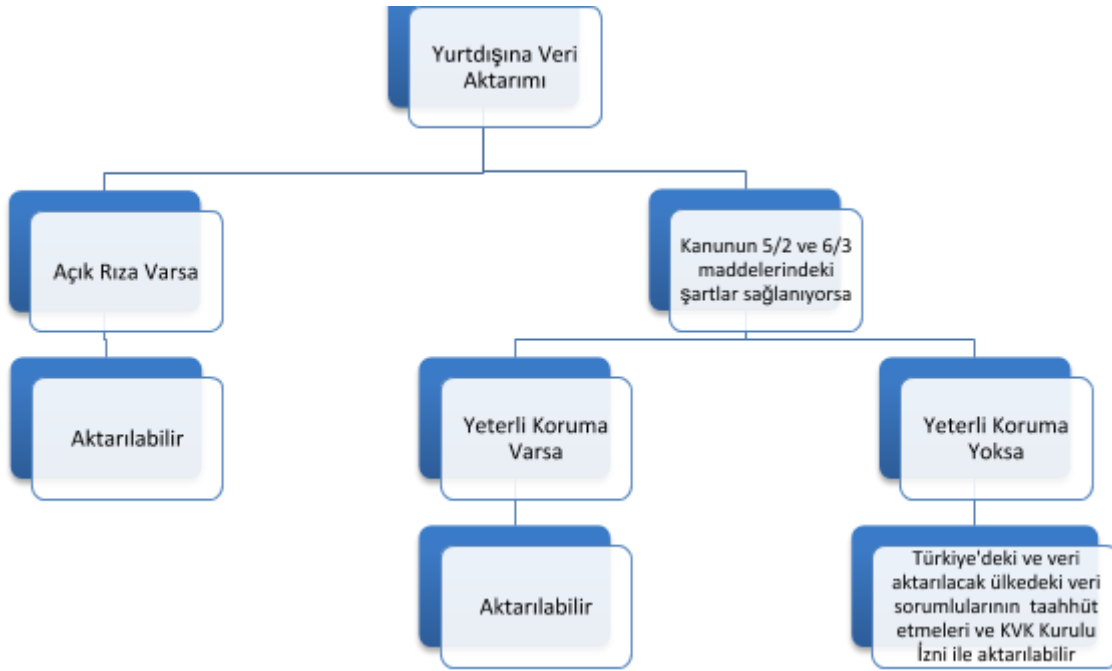 Yurtdışına Veri
Aktarımı
Açık Rıza Varsa
Kanunun 5/2 ve 6/3
maddelerindeki
şartlar sağlanıyorsa
Aktarılabilir
Yeterli Koruma
Varsa
Yeterli Koruma
Yoksa
Aktarılabilir
Türkiye'deki ve veri
aktarılacak ülkedeki veri
sorumlularının taahhüt
etmeleri ve KVK Kurulu
İzni ile aktarılabilir